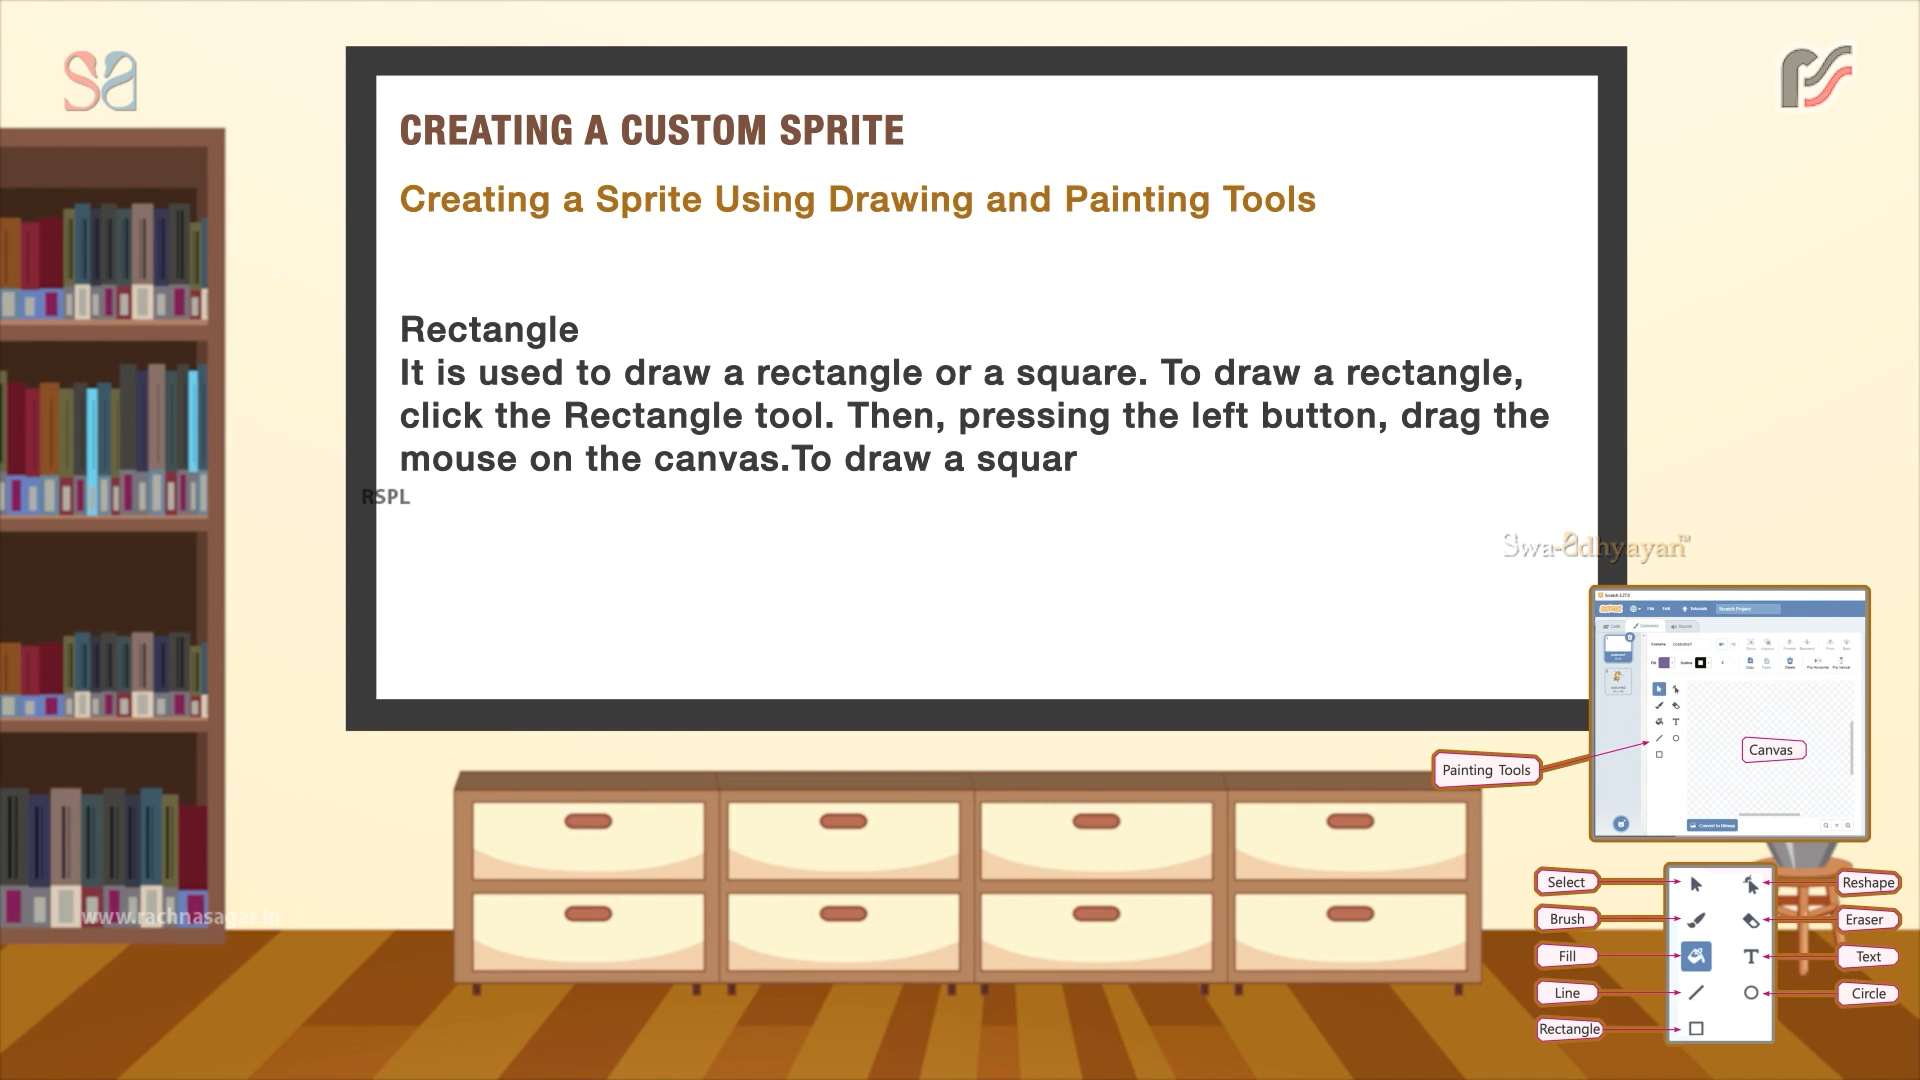 sa
rs
CREATING A CUSTOM SPRITE
Creating a Sprite Using Drawing and Painting Tools
Rectangle
It is used to draw a rectangle or a square. To draw a rectangle,
click the Rectangle tool. Then, pressing the left button, drag the
mouse on the canvas.To draw a squar
RSPL
Swa-adhyayan™
Painting Tools
Canvas
Select
Reshape
Brush
Eraser
Fill
Text
Line
Circle
Rectangle
www.rachnasagar.in